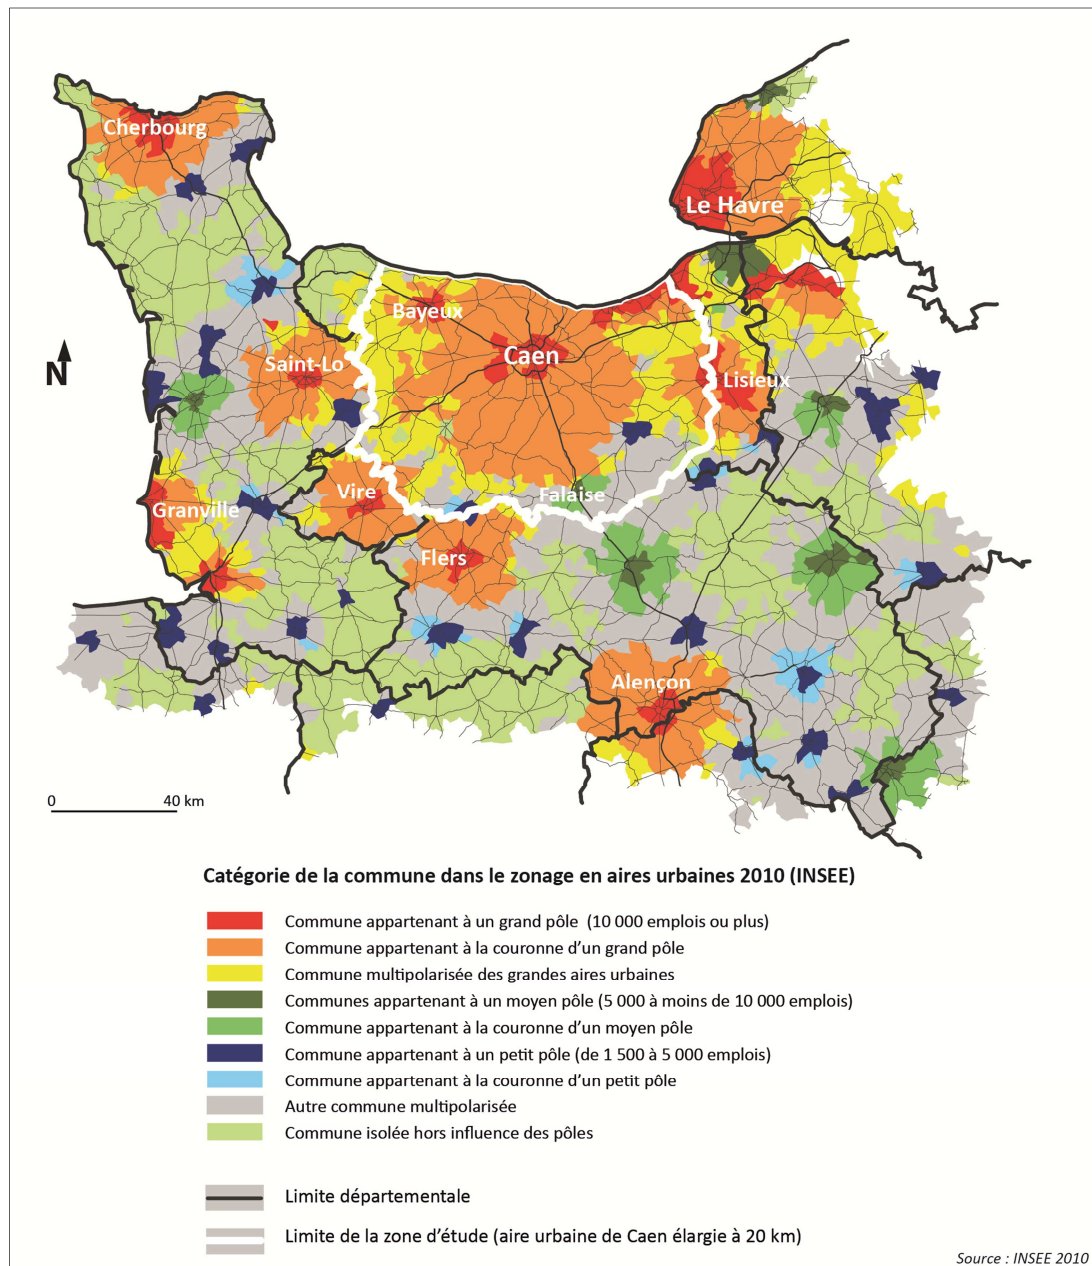 Cherbourg
Le Havre
Bayeux
Caen
Saint-Lo
Lisieux
N
Vire
Falaise
Granville
Flers
Alençon
0 40 km
Catégorie de la commune dans le zonage en aires urbaines 2010 (INSEE)
Commune appartenant à un grand pôle (10 000 emplois ou plus)
Commune appartenant à la couronne d’un grand pôle
Commune multipolarisée des grandes aires urbaines
Communes appartenant à un moyen pôle (5 000 à moins de 10 000 emplois)
Commune appartenant à la couronne d’un moyen pôle
Commune appartenant à un petit pôle (de 1 500 à 5 000 emplois)
Commune appartenant à la couronne d’un petit pôle
Autre commune multipolarisée
Commune isolée hors influence des pôles
Limite départementale
Limite de la zone d’étude (aire urbaine de Caen élargie à 20 km)
Source : INSEE 2010